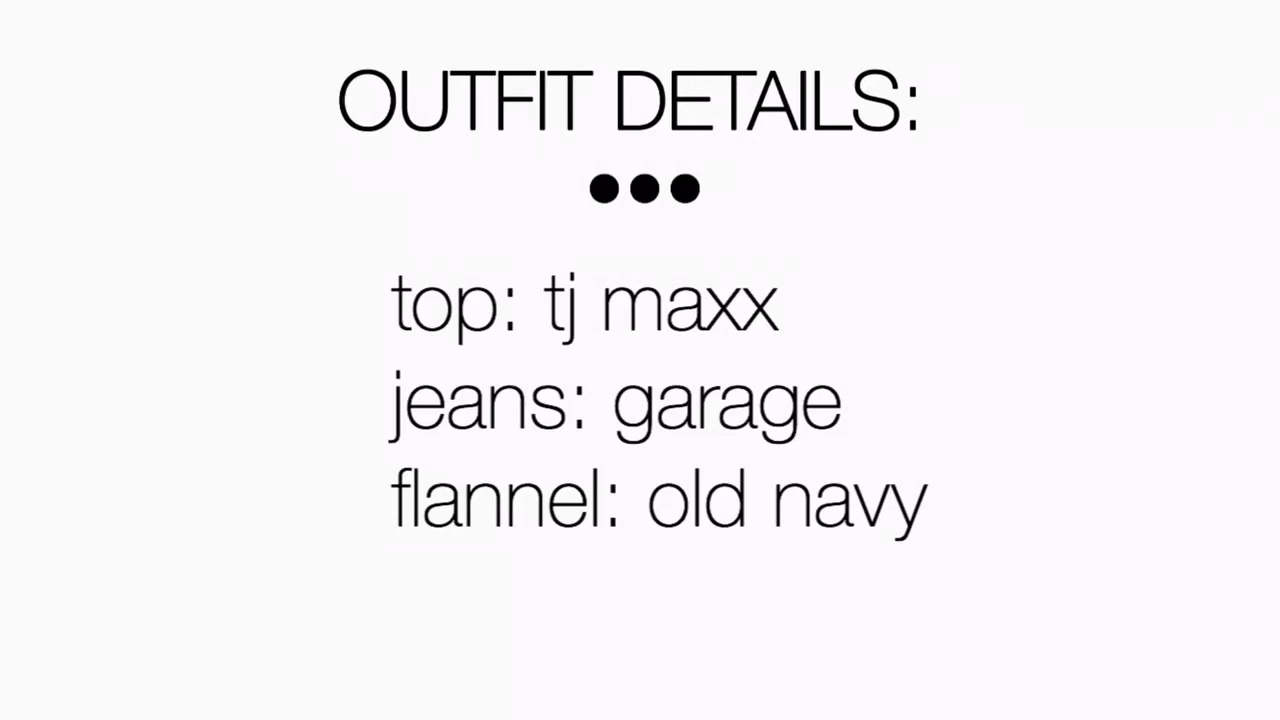 OUTFIT DETAILS:
•••
top: tj maxx
jeans: garage
flannel: old navy